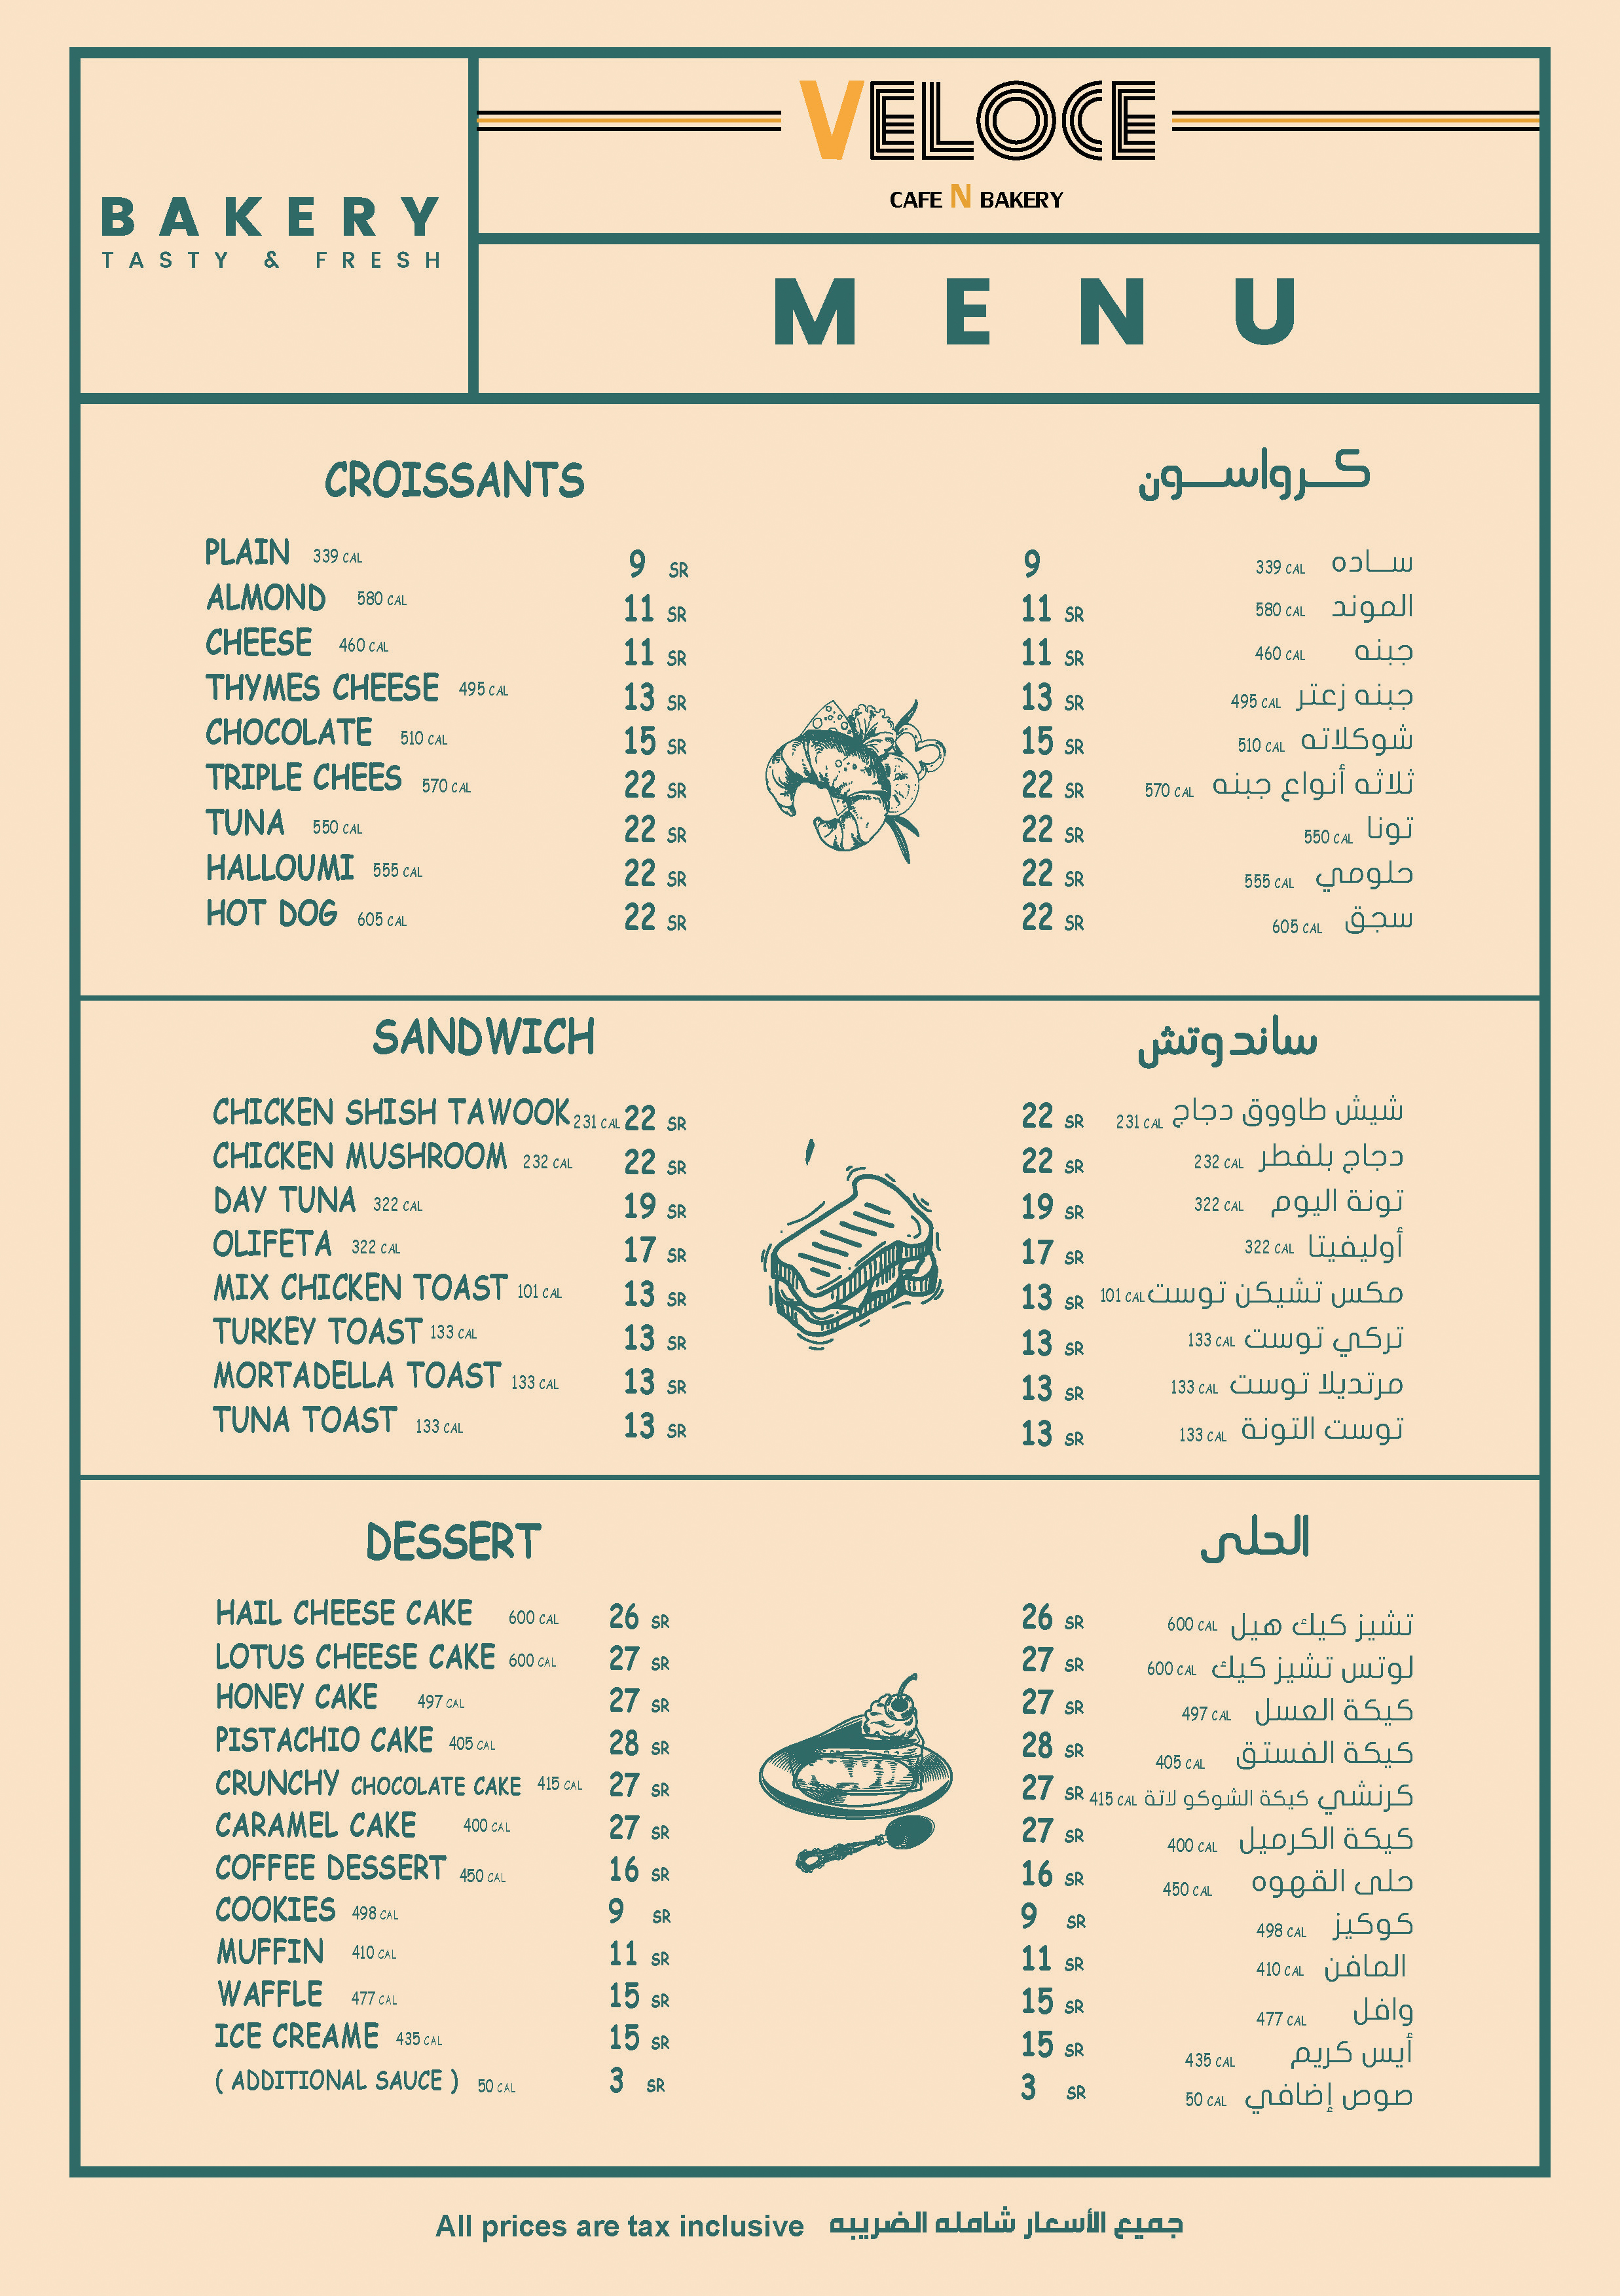 VELOCE
CAFE N BAKERY
BAKERY
TASTY & FRESH
MENU
CROISSANTS كرواسون
PLAIN 339 CAL 9 SR 9 339 CAL ساده
ALMOND 580 CAL 11 SR 11 SR 580 CAL الموند
CHEESE 460 CAL 11 SR 11 SR 460 CAL جبنه
THYMES CHEESE 495 CAL 13 SR 13 SR 495 CAL جبنه زعتر
CHOCOLATE 510 CAL 15 SR 15 SR 510 CAL شوكلاته
TRIPLE CHEES 570 CAL 22 SR 22 SR 570 CAL ثلاثه أنواع جبنه
TUNA 550 CAL 22 SR 22 SR 550 CAL تونا
HALLOUMI 555 CAL 22 SR 22 SR 555 CAL حلومي
HOT DOG 605 CAL 22 SR 22 SR 605 CAL سجق
SANDWICH ساندوتش
CHICKEN SHISH TAWOOK 231 CAL 22 SR 22 SR 231 CAL شيش طاووق دجاج
CHICKEN MUSHROOM 232 CAL 22 SR 22 SR 232 CAL دجاج بلفطر
DAY TUNA 322 CAL 19 SR 19 SR 322 CAL تونة اليوم
OLIFETA 322 CAL 17 SR 17 SR 322 CAL أوليفيتا
MIX CHICKEN TOAST 101 CAL 13 SR 13 SR 101 CAL مكس تشيكن توست
TURKEY TOAST 133 CAL 13 SR 13 SR 133 CAL تركي توست
MORTADELLA TOAST 133 CAL 13 SR 13 SR 133 CAL مرتديلا توست
TUNA TOAST 133 CAL 13 SR 13 SR 133 CAL توست التونة
DESSERT الحلى
HAIL CHEESE CAKE 600 CAL 26 SR 26 SR 600 CAL تشيز كيك هيل
LOTUS CHEESE CAKE 600 CAL 27 SR 27 SR 600 CAL لوتس تشيز كيك
HONEY CAKE 497 CAL 27 SR 27 SR 497 CAL كيكة العسل
PISTACHIO CAKE 405 CAL 28 SR 28 SR 405 CAL كيكة الفستق
CRUNCHY CHOCOLATE CAKE 415 CAL 27 SR 27 SR 415 CAL كرنشي كيكة الشوكو لاتة
CARAMEL CAKE 400 CAL 27 SR 27 SR 400 CAL كيكة الكرميل
COFFEE DESSERT 450 CAL 16 SR 16 SR 450 CAL حلى القهوه
COOKIES 498 CAL 9 SR 9 SR 498 CAL كوكيز
MUFFIN 410 CAL 11 SR 11 SR 410 CAL المافن
WAFFLE 477 CAL 15 SR 15 SR 477 CAL وافل
ICE CREAME 435 CAL 15 SR 15 SR 435 CAL أيس كريم
( ADDITIONAL SAUCE ) 50 CAL 3 SR 3 SR 50 CAL صوص إضافي
All prices are tax inclusive جميع الأسعار شامله الضريبه